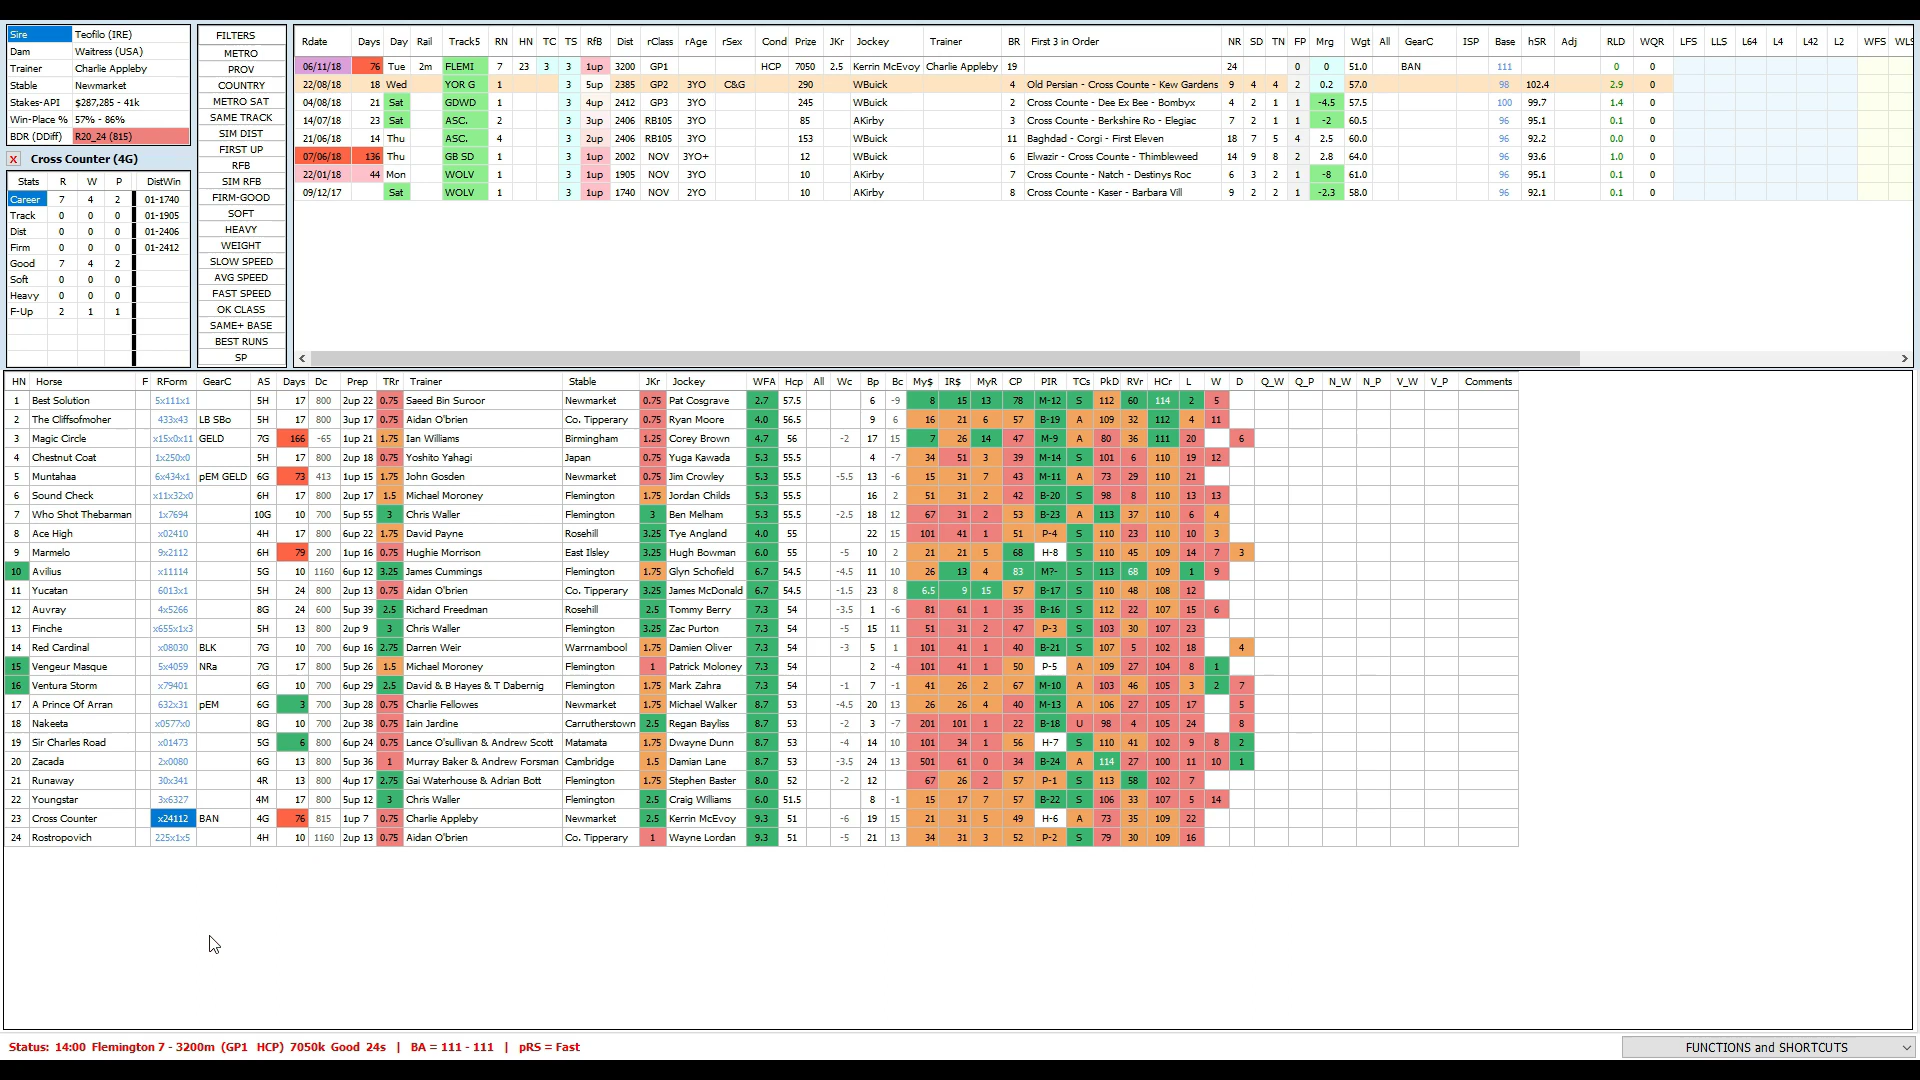 Sire Teofilo (IRE)
Dam Waitress (USA)
Trainer Charlie Appleby
Stable Newmarket
Stakes-API $287,285 - 41k
Win-Place % 57% - 86%
BDR (DDiff) R20_24 (815)
X Cross Counter (4G)
Stats R W P DistWin
Career 7 4 2 01-1740
Track 0 0 0 01-1905
Dist 0 0 0 01-2406
Firm 0 0 0 01-2412
Good 7 4 2
Soft 0 0 0
Heavy 0 0 0
F-Up 2 1 1
FILTERS
METRO
PROV
COUNTRY
METRO SAT
SAME TRACK
SIM DIST
FIRST UP
RFB
SIM RFB
FIRM-GOOD
SOFT
HEAVY
WEIGHT
SLOW SPEED
AVG SPEED
FAST SPEED
OK CLASS
SAME+ BASE
BEST RUNS
SP
Rdate Days Day Rail Track5 RN HN TC TS RfB Dist rClass rAge rSex Cond Prize JKr Jockey Trainer BR First 3 in Order NR SD TN FP Mrg Wgt All GearC ISP Base hSR Adj RLD WQR LFS LLS L64 L4 L42 L2 WFS WLS
06/11/18 76 Tue 2m FLEMI 7 23 3 3 1up 3200 GP1 HCP 7050 2.5 Kerrin McEvoy Charlie Appleby 19 24 0 0 51.0 BAN 111 0 0
22/08/18 18 Wed YOR G 1 3 5up 2385 GP2 3YO C&G 290 WBuick 4 Old Persian - Cross Counte - Kew Gardens 9 4 4 2 0.2 57.0 98 102.4 2.9 0
04/08/18 21 Sat GDWD 1 3 4up 2412 GP3 3YO 245 WBuick 2 Cross Counte - Dee Ex Bee - Bombyx 4 2 1 1 -4.5 57.5 100 99.7 1.4 0
14/07/18 23 Sat ASC. 2 3 3up 2406 RB105 3YO 85 AKirby 3 Cross Counte - Berkshire Ro - Elegiac 7 2 1 1 -2 60.5 96 95.1 0.1 0
21/06/18 14 Thu ASC. 4 3 2up 2406 RB105 3YO 153 WBuick 11 Baghdad - Corgi - First Eleven 18 7 5 4 2.5 60.0 96 92.2 0.0 0
07/06/18 136 Thu GB SD 1 3 1up 2002 NOV 3YO+ 12 WBuick 6 Elwazir - Cross Counte - Thimbleweed 14 9 8 2 2.8 64.0 96 93.6 1.0 0
22/01/18 44 Mon WOLV 1 3 1up 1905 NOV 3YO 10 AKirby 7 Cross Counte - Natch - Destinys Roc 6 3 2 1 -8 61.0 96 95.1 0.1 0
09/12/17 Sat WOLV 1 3 1up 1740 NOV 2YO 10 AKirby 8 Cross Counte - Kaser - Barbara Vill 9 2 2 1 -2.3 58.0 96 92.1 0.1 0
HN Horse F RForm GearC AS Days Dc Prep TRr Trainer Stable JKr Jockey WFA Hcp All Wc Bp Bc My$ IR$ MyR CP PIR TCs PkD RVr HCr L W D Q_W Q_P N_W N_P V_W V_P Comments
1 Best Solution 5x111x1 5H 17 800 2up 22 0.75 Saeed Bin Suroor Newmarket 0.75 Pat Cosgrave 2.7 57.5 6 -9 8 15 13 78 M-12 S 112 60 114 2 5
2 The Cliffsofmoher 433x43 LB SBo 5H 17 800 3up 17 0.75 Aidan O'brien Co. Tipperary 0.75 Ryan Moore 4.0 56.5 9 6 16 21 6 57 B-19 A 109 32 112 4 11
3 Magic Circle x15x0x11 GELD 7G 166 -65 1up 21 1.75 Ian Williams Birmingham 1.25 Corey Brown 4.7 56 -2 17 15 7 26 14 47 M-9 A 80 36 111 20 6
4 Chestnut Coat 1x250x0 5H 17 800 2up 18 0.75 Yoshito Yahagi Japan 0.75 Yuga Kawada 5.3 55.5 4 -7 34 51 3 39 M-14 S 101 6 110 19 12
5 Muntahaa 6x434x1 pEM GELD 6G 73 413 1up 15 1.75 John Gosden Newmarket 0.75 Jim Crowley 5.3 55.5 -5.5 13 -6 15 31 7 43 M-11 A 73 29 110 21
6 Sound Check x11x32x0 6H 17 800 2up 17 1.5 Michael Moroney Flemington 1.75 Jordan Childs 5.3 55.5 16 2 51 31 2 42 B-20 S 98 8 110 13 13
7 Who Shot Thebarman 1x7694 10G 10 700 5up 55 3 Chris Waller Flemington 3 Ben Melham 5.3 55.5 -2.5 18 12 67 31 2 53 B-23 A 113 37 110 6 4
8 Ace High x02410 4H 17 800 6up 22 1.75 David Payne Rosehill 3.25 Tye Angland 4.0 55 22 15 101 41 1 51 P-4 S 110 23 110 10 3
9 Marmelo 9x2112 6H 79 200 1up 16 0.75 Hughie Morrison East Ilsley 3.25 Hugh Bowman 6.0 55 -5 10 2 21 21 5 68 H-8 S 110 45 109 14 7 3
10 Avilius x11114 5G 10 1160 6up 12 3.25 James Cummings Flemington 1.75 Glyn Schofield 6.7 54.5 -4.5 11 10 26 13 4 83 M?- S 113 68 109 1 9
11 Yucatan 6013x1 5H 24 800 2up 13 0.75 Aidan O'brien Co. Tipperary 3.25 James McDonald 6.7 54.5 -1.5 23 8 6.5 9 15 57 B-17 S 110 48 108 12
12 Auvray 4x5266 8G 24 600 5up 39 2.5 Richard Freedman Rosehill 2.5 Tommy Berry 7.3 54 -3.5 1 -6 81 61 1 35 B-16 S 112 22 107 15 6
13 Finche x655x1x3 5H 13 800 2up 9 3 Chris Waller Flemington 3.25 Zac Purton 7.3 54 -5 15 11 51 31 2 47 P-3 S 103 30 107 23
14 Red Cardinal x08030 BLK 7G 10 700 6up 16 2.75 Darren Weir Warrnambool 1.75 Damien Oliver 7.3 54 -3 5 1 101 41 1 40 B-21 S 107 5 102 18 4
15 Vengeur Masque 5x4059 NRa 7G 17 800 5up 26 1.5 Michael Moroney Flemington 1 Patrick Moloney 7.3 54 2 -4 101 41 1 50 P-5 A 109 27 104 8 1
16 Ventura Storm x79401 6G 10 700 6up 29 2.5 David & B Hayes & T Dabernig Flemington 1.75 Mark Zahra 7.3 54 -1 7 -1 41 26 2 67 M-10 A 103 46 105 3 2 7
17 A Prince Of Arran 632x31 pEM 6G 3 700 3up 28 0.75 Charlie Fellowes Newmarket 1.75 Michael Walker 8.7 53 -4.5 20 13 26 26 4 40 M-13 A 106 27 105 17 5
18 Nakeeta x0577x0 8G 10 700 2up 38 0.75 Iain Jardine Carrutherstown 2.5 Regan Bayliss 8.7 53 -2 3 -7 201 101 1 22 B-18 U 98 4 105 24 8
19 Sir Charles Road x01473 5G 6 800 6up 24 0.75 Lance O'sullivan & Andrew Scott Matamata 1.75 Dwayne Dunn 8.7 53 -4 14 10 101 34 1 56 H-7 S 110 41 102 9 8 2
20 Zacada 2x0080 6G 13 800 5up 36 1 Murray Baker & Andrew Forsman Cambridge 1.5 Damian Lane 8.7 53 -3.5 24 13 501 61 0 34 B-24 A 114 27 100 11 10 1
21 Runaway 30x341 4R 13 800 4up 17 2.75 Gai Waterhouse & Adrian Bott Flemington 1.75 Stephen Baster 8.0 52 -2 12 67 26 2 57 P-1 S 113 58 102 7
22 Youngstar 3x6327 4M 17 800 5up 12 3 Chris Waller Flemington 2.5 Craig Williams 6.0 51.5 8 -1 15 17 7 57 B-22 S 106 33 107 5 14
23 Cross Counter x24112 BAN 4G 76 815 1up 7 0.75 Charlie Appleby Newmarket 2.5 Kerrin McEvoy 9.3 51 -6 19 15 21 31 5 49 H-6 A 73 35 109 22
24 Rostropovich 225x1x5 4H 10 1160 2up 13 0.75 Aidan O'brien Co. Tipperary 1 Wayne Lordan 9.3 51 -5 21 13 34 31 3 52 P-2 S 79 30 109 16
Status: 14:00 Flemington 7 - 3200m (GP1 HCP) 7050k Good 24s | BA = 111 - 111 | pRS = Fast
FUNCTIONS and SHORTCUTS